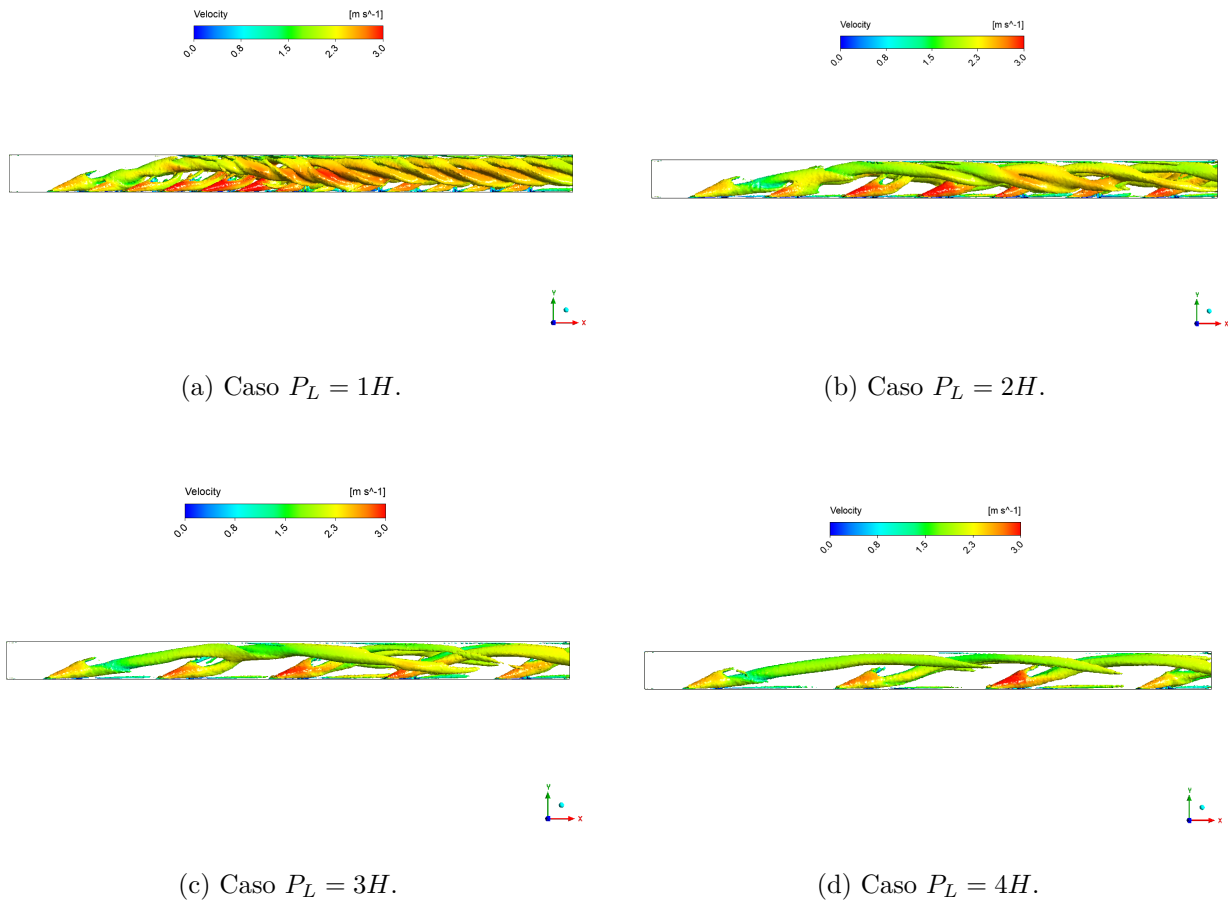 Velocity [m s^-1]
0.0 0.8 1.5 2.3 3.0
Y
X
(a) Caso P_L = 1H.
Velocity [m s^-1]
0.0 0.8 1.5 2.3 3.0
Y
X
(b) Caso P_L = 2H.
Velocity [m s^-1]
0.0 0.8 1.5 2.3 3.0
Y
X
(c) Caso P_L = 3H.
Velocity [m s^-1]
0.0 0.8 1.5 2.3 3.0
Y
X
(d) Caso P_L = 4H.